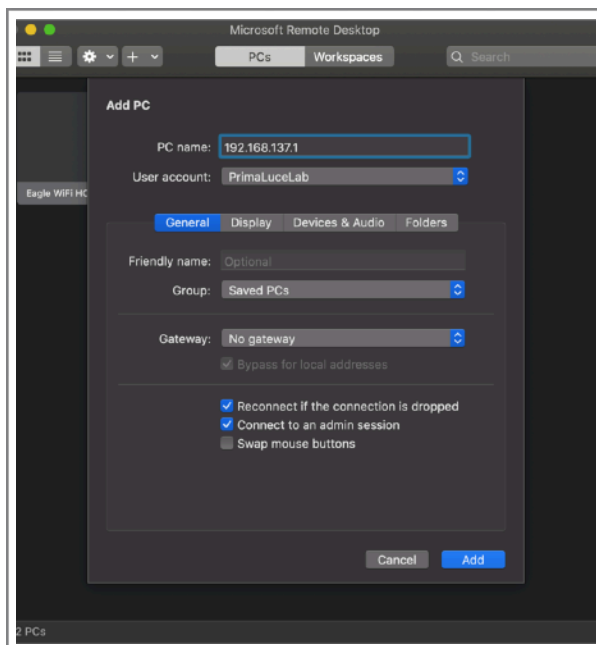 Microsoft Remote Desktop
PCs Workspaces Search
Add PC
PC name: 192.168.137.1
User account: PrimaLuceLab
Eagle WiFi HO
General Display Devices & Audio Folders
Friendly name: Optional
Group: Saved PCs
Gateway: No gateway
Bypass for local addresses
Reconnect if the connection is dropped
Connect to an admin session
Swap mouse buttons
Cancel Add
2 PCs